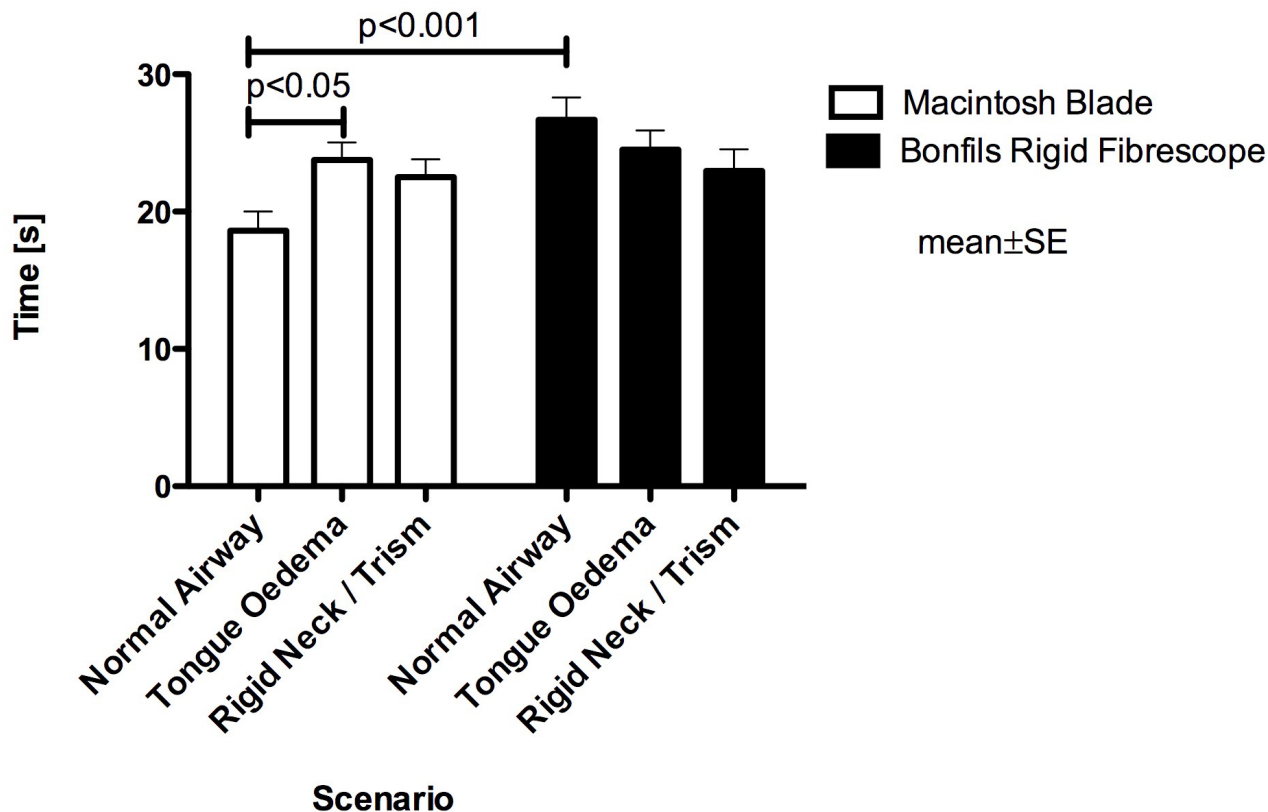 p<0.001
p<0.05
30
20
10
0
Time [s]
Macintosh Blade
Bonfils Rigid Fibrescope
mean±SE
Normal Airway
Tongue Oedema
Rigid Neck / Trism
Normal Airway
Tongue Oedema
Rigid Neck / Trism
Scenario